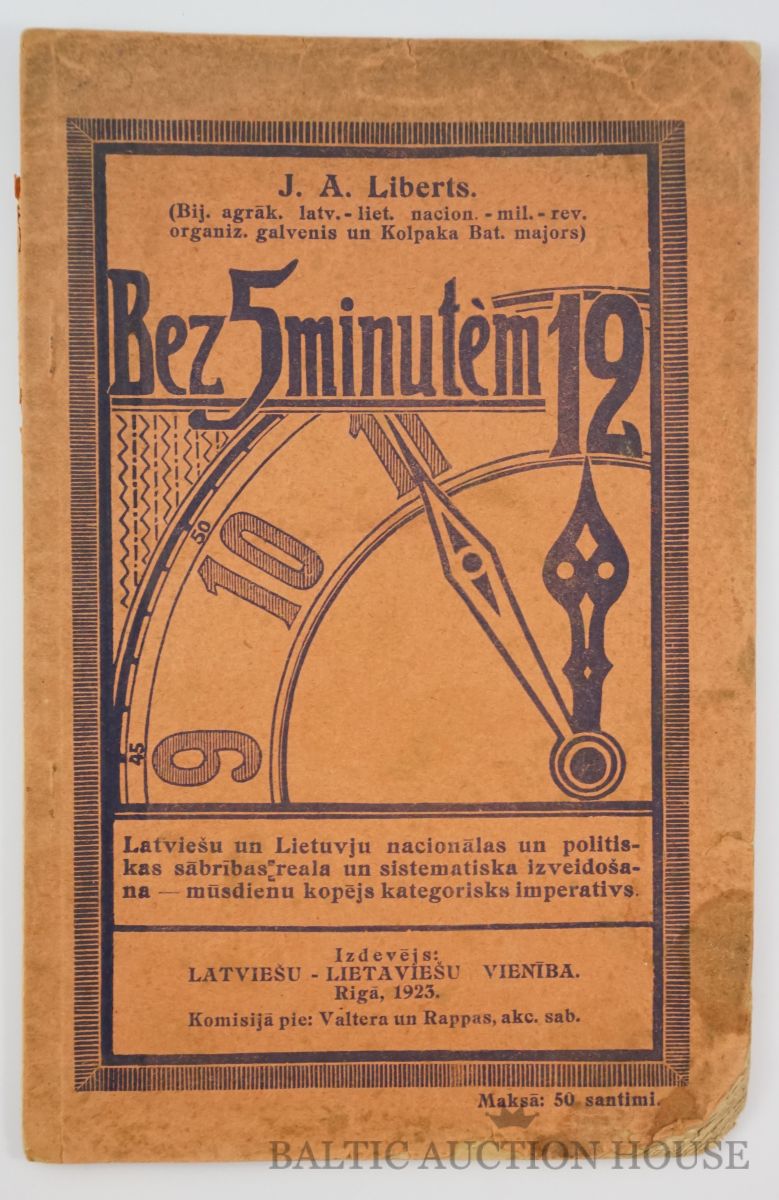 J. A. Liberts.
(Bij. agrāk. latv. - liet. nacion. - mil. - rev.
organiz. galvenis un Kolpaka Bat. majors)
Bez 5 minutèm 12
11
50
10
9
45
Latviešu un Lietuvju nacionālas un politis-
kas sābrības reala un sistematiska izveidoša-
na — mūsdienu kopējs kategorisks imperativs.
Izdevējs:
LATVIEŠU - LIETAVIEŠU VIENĪBA.
Rigā, 1923.
Komisijā pie: Valtera un Rappas, akc. sab.
Maksā: 50 santimi.
BALTIC AUCTION HOUSE